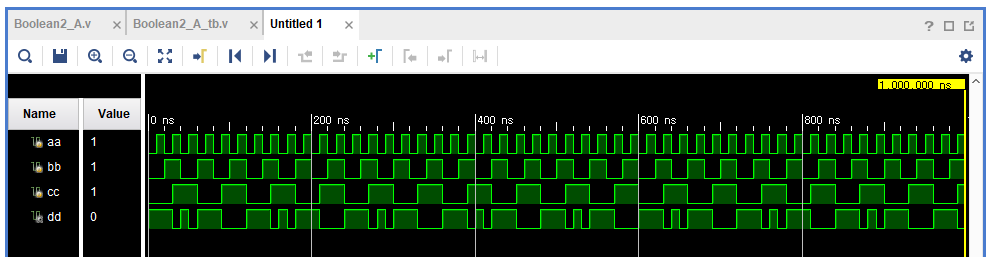 Boolean2_A.v × Boolean2_A_tb.v × Untitled 1 ×
? 
1,000.000 ns
Name Value
0 ns 200 ns 400 ns 600 ns 800 ns
aa 1
bb 1
cc 1
dd 0